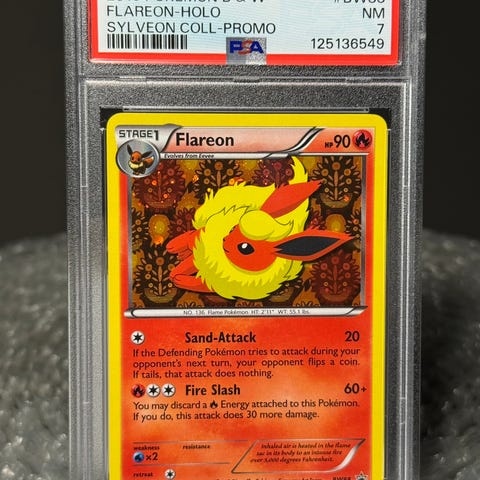 FLAREON-HOLO NM
SYLVEON COLL-PROMO 7
PSA 125136549
STAGE1 Flareon HP90
Evolves from Eevee
NO. 136 Flame Pokémon HT: 2'11" WT: 55.1 lbs.
Sand-Attack 20
If the Defending Pokémon tries to attack during your
opponent's next turn, your opponent flips a coin.
If tails, that attack does nothing.
Fire Slash 60+
You may discard a Energy attached to this Pokémon.
If you do, this attack does 30 more damage.
weakness resistance
×2
Inhaled air is heated in the flame
sac in its body to an intense fire
over 3,000 degrees Fahrenheit.
retreat
BW88